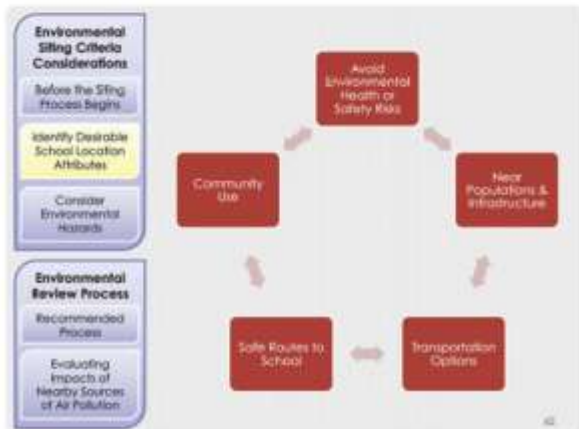 Environmental
Siting Criteria
Considerations
Before the Siting
Process Begins
Identify Desirable
School Location
Attributes
Consider
Environmental
Hazards
Environmental
Review Process
Recommended
Process
Evaluating
Impacts of
Nearby Sources
of Air Pollution
Avoid
Environmental
Health or
Safety Risks
Near
Populations &
Infrastructure
Transportation
Options
Safe Routes to
School
Community
Use